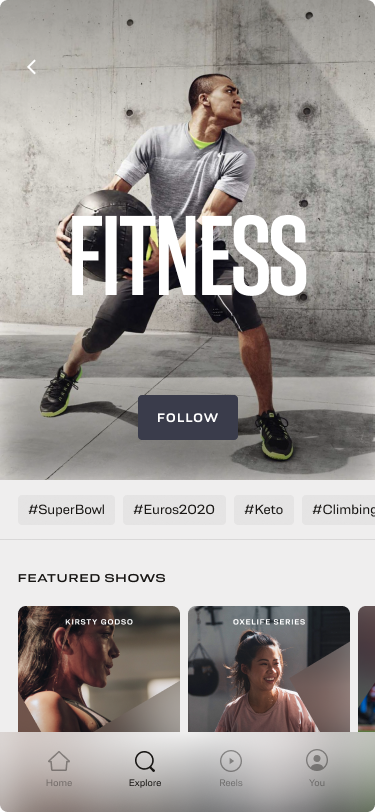 FITNESS
FOLLOW
#SuperBowl #Euros2020 #Keto #Climbing
FEATURED SHOWS
KIRSTY GODSO OXELIFE SERIES
Home Explore Reels You